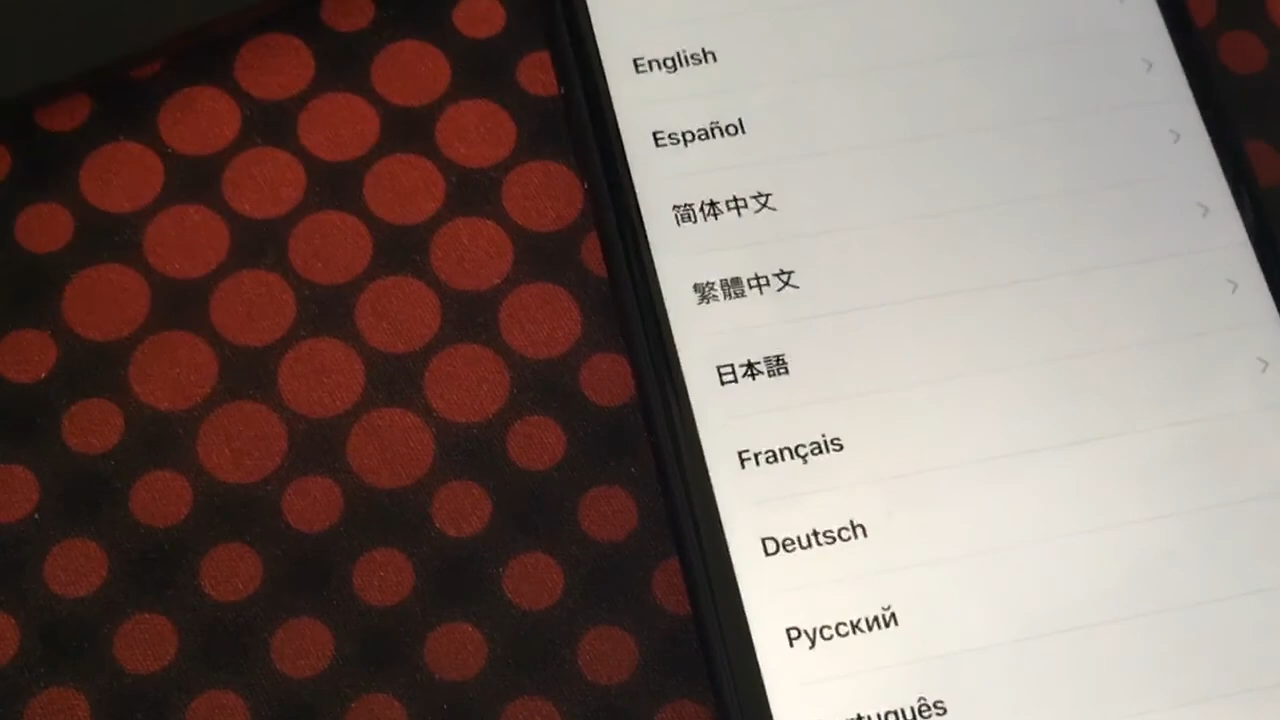 English
Español
简体中文
繁體中文
日本語
Français
Deutsch
Русский